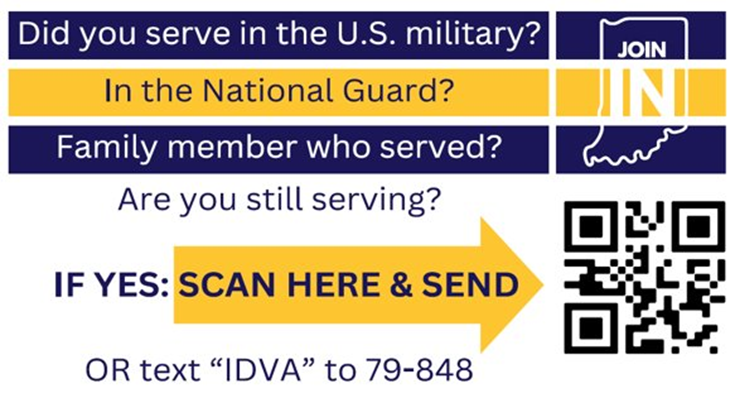 Did you serve in the U.S. military?
JOIN
IN
In the National Guard?
Family member who served?
Are you still serving?
IF YES: SCAN HERE & SEND
OR text “IDVA” to 79-848